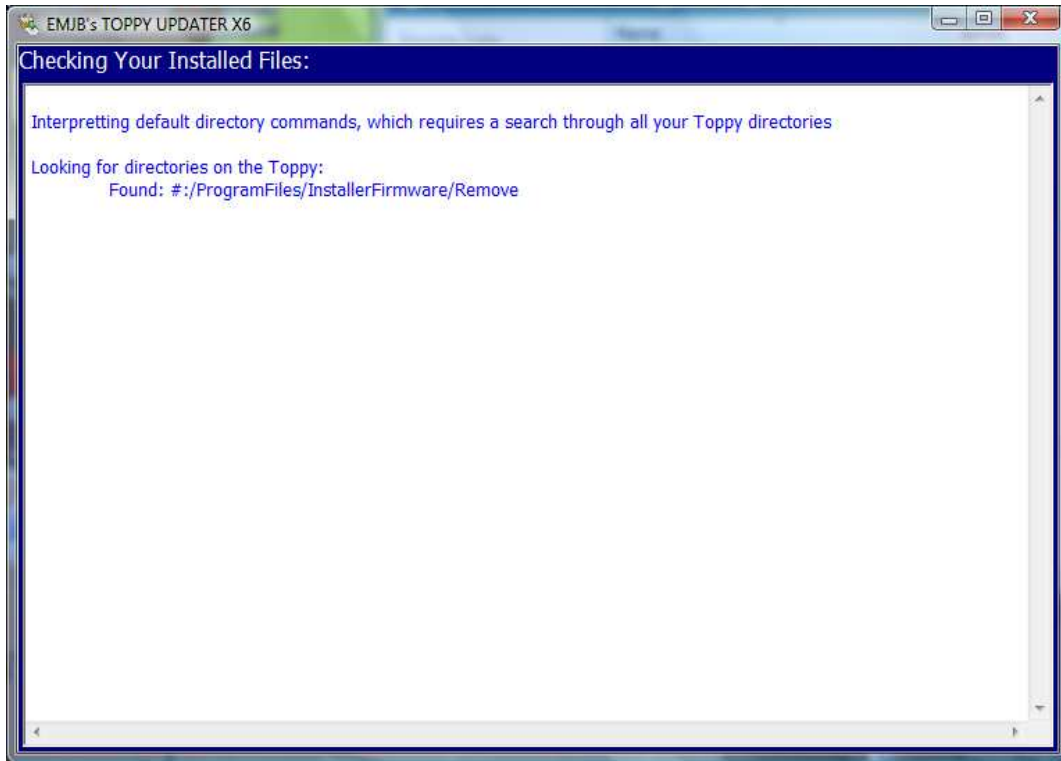 EMJB's TOPPY UPDATER X6
Checking Your Installed Files:
Interpretting default directory commands, which requires a search through all your Toppy directories
Looking for directories on the Toppy:
Found: #:/ProgramFiles/InstallerFirmware/Remove